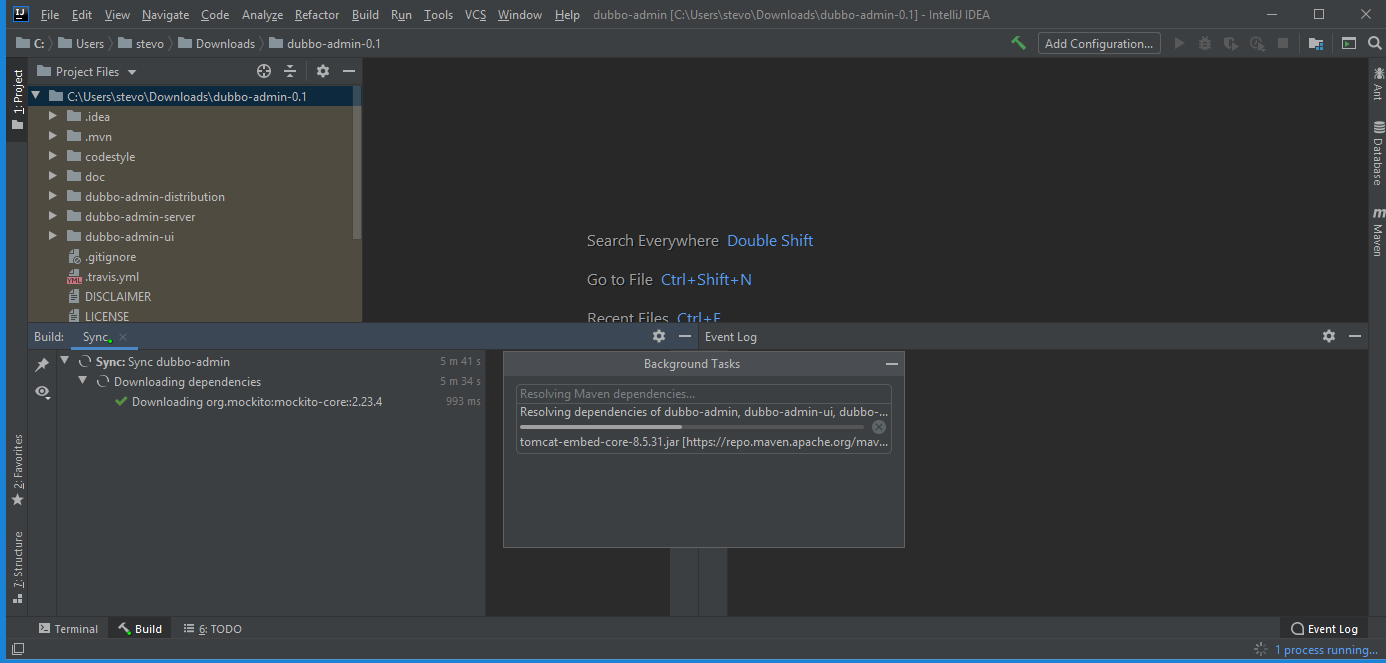 IJ File Edit View Navigate Code Analyze Refactor Build Run Tools VCS Window Help dubbo-admin [C:\Users\stevo\Downloads\dubbo-admin-0.1] - IntelliJ IDEA
C: Users stevo Downloads dubbo-admin-0.1 Add Configuration...
1: Project
Project Files
C:\Users\stevo\Downloads\dubbo-admin-0.1
.idea
.mvn
codestyle
doc
dubbo-admin-distribution
dubbo-admin-server
dubbo-admin-ui
.gitignore
YML .travis.yml
DISCLAIMER
LICENSE
Search Everywhere Double Shift
Go to File Ctrl+Shift+N
Recent Files Ctrl+E
Ant
Database
m Maven
Build: Sync
Event Log
Sync: Sync dubbo-admin 5 m 41 s
Downloading dependencies 5 m 34 s
Downloading org.mockito:mockito-core::2.23.4 993 ms
Background Tasks
Resolving Maven dependencies...
Resolving dependencies of dubbo-admin, dubbo-admin-ui, dubbo-...
tomcat-embed-core-8.5.31.jar [https://repo.maven.apache.org/mav...
2: Favorites
7: Structure
Terminal Build 6: TODO Event Log
1 process running...